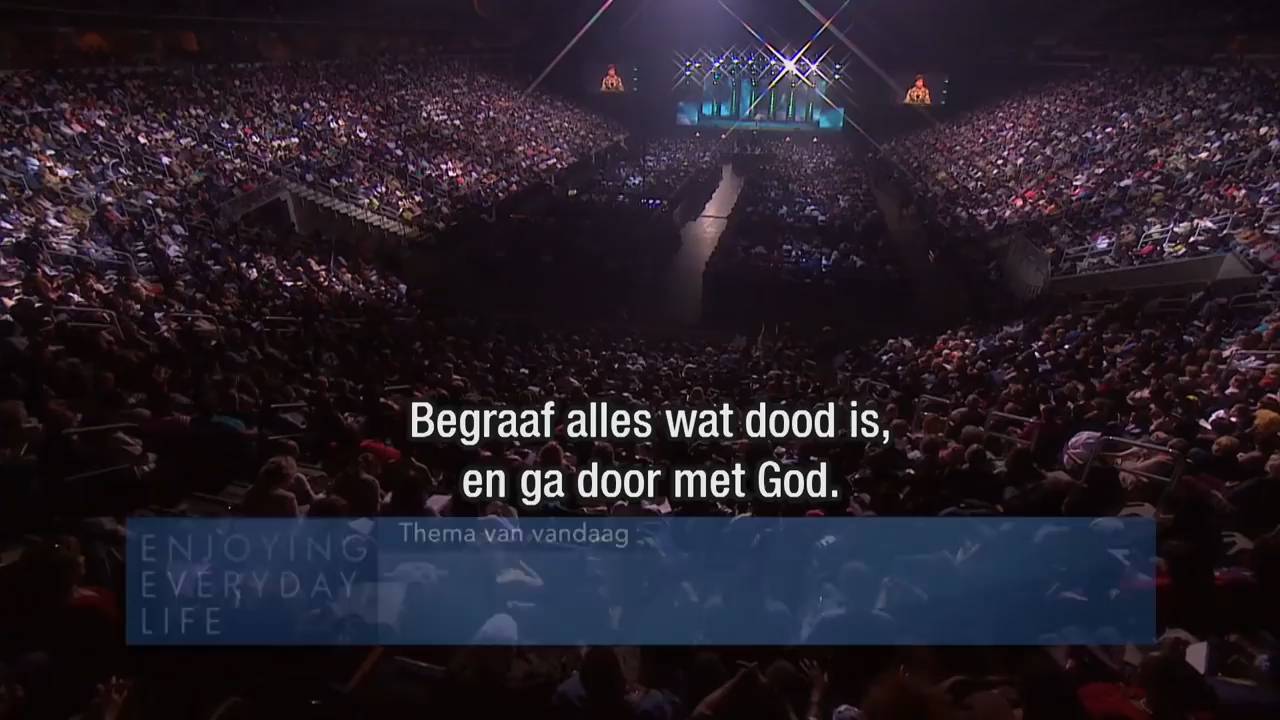 Begraaf alles wat dood is,
en ga door met God.
Thema van vandaag :
ENJOYING
EVERYDAY
LIFE